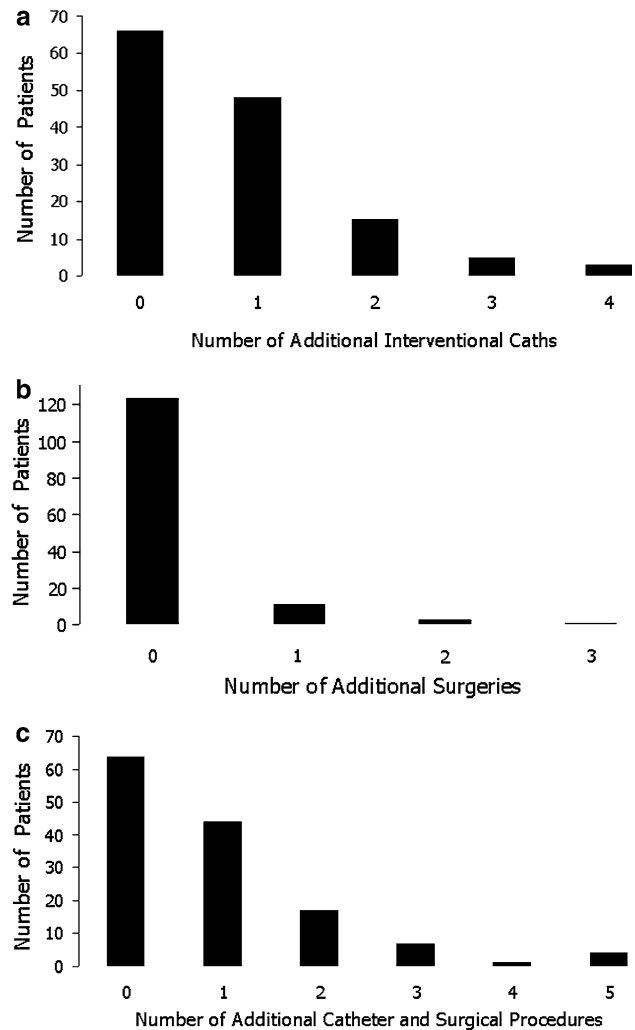 a
Number of Patients
70
60
50
40
30
20
10
0
0 1 2 3 4
Number of Additional Interventional Caths
b
Number of Patients
120
100
80
60
40
20
0
0 1 2 3
Number of Additional Surgeries
c
Number of Patients
70
60
50
40
30
20
10
0
0 1 2 3 4 5
Number of Additional Catheter and Surgical Procedures